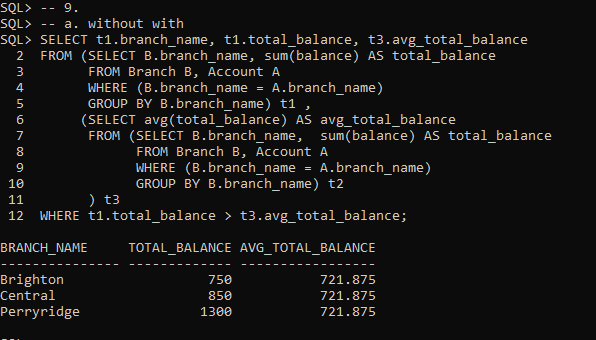 SQL> -- 9.
SQL> -- a. without with
SQL> SELECT t1.branch_name, t1.total_balance, t3.avg_total_balance
  2  FROM (SELECT B.branch_name, sum(balance) AS total_balance
  3        FROM Branch B, Account A
  4        WHERE (B.branch_name = A.branch_name)
  5        GROUP BY B.branch_name) t1 ,
  6       (SELECT avg(total_balance) AS avg_total_balance
  7        FROM (SELECT B.branch_name,  sum(balance) AS total_balance
  8              FROM Branch B, Account A
  9              WHERE (B.branch_name = A.branch_name)
 10              GROUP BY B.branch_name) t2
 11        ) t3
 12  WHERE t1.total_balance > t3.avg_total_balance;
BRANCH_NAME     TOTAL_BALANCE AVG_TOTAL_BALANCE
--------------- ------------- -----------------
Brighton                  750           721.875
Central                   850           721.875
Perryridge               1300           721.875